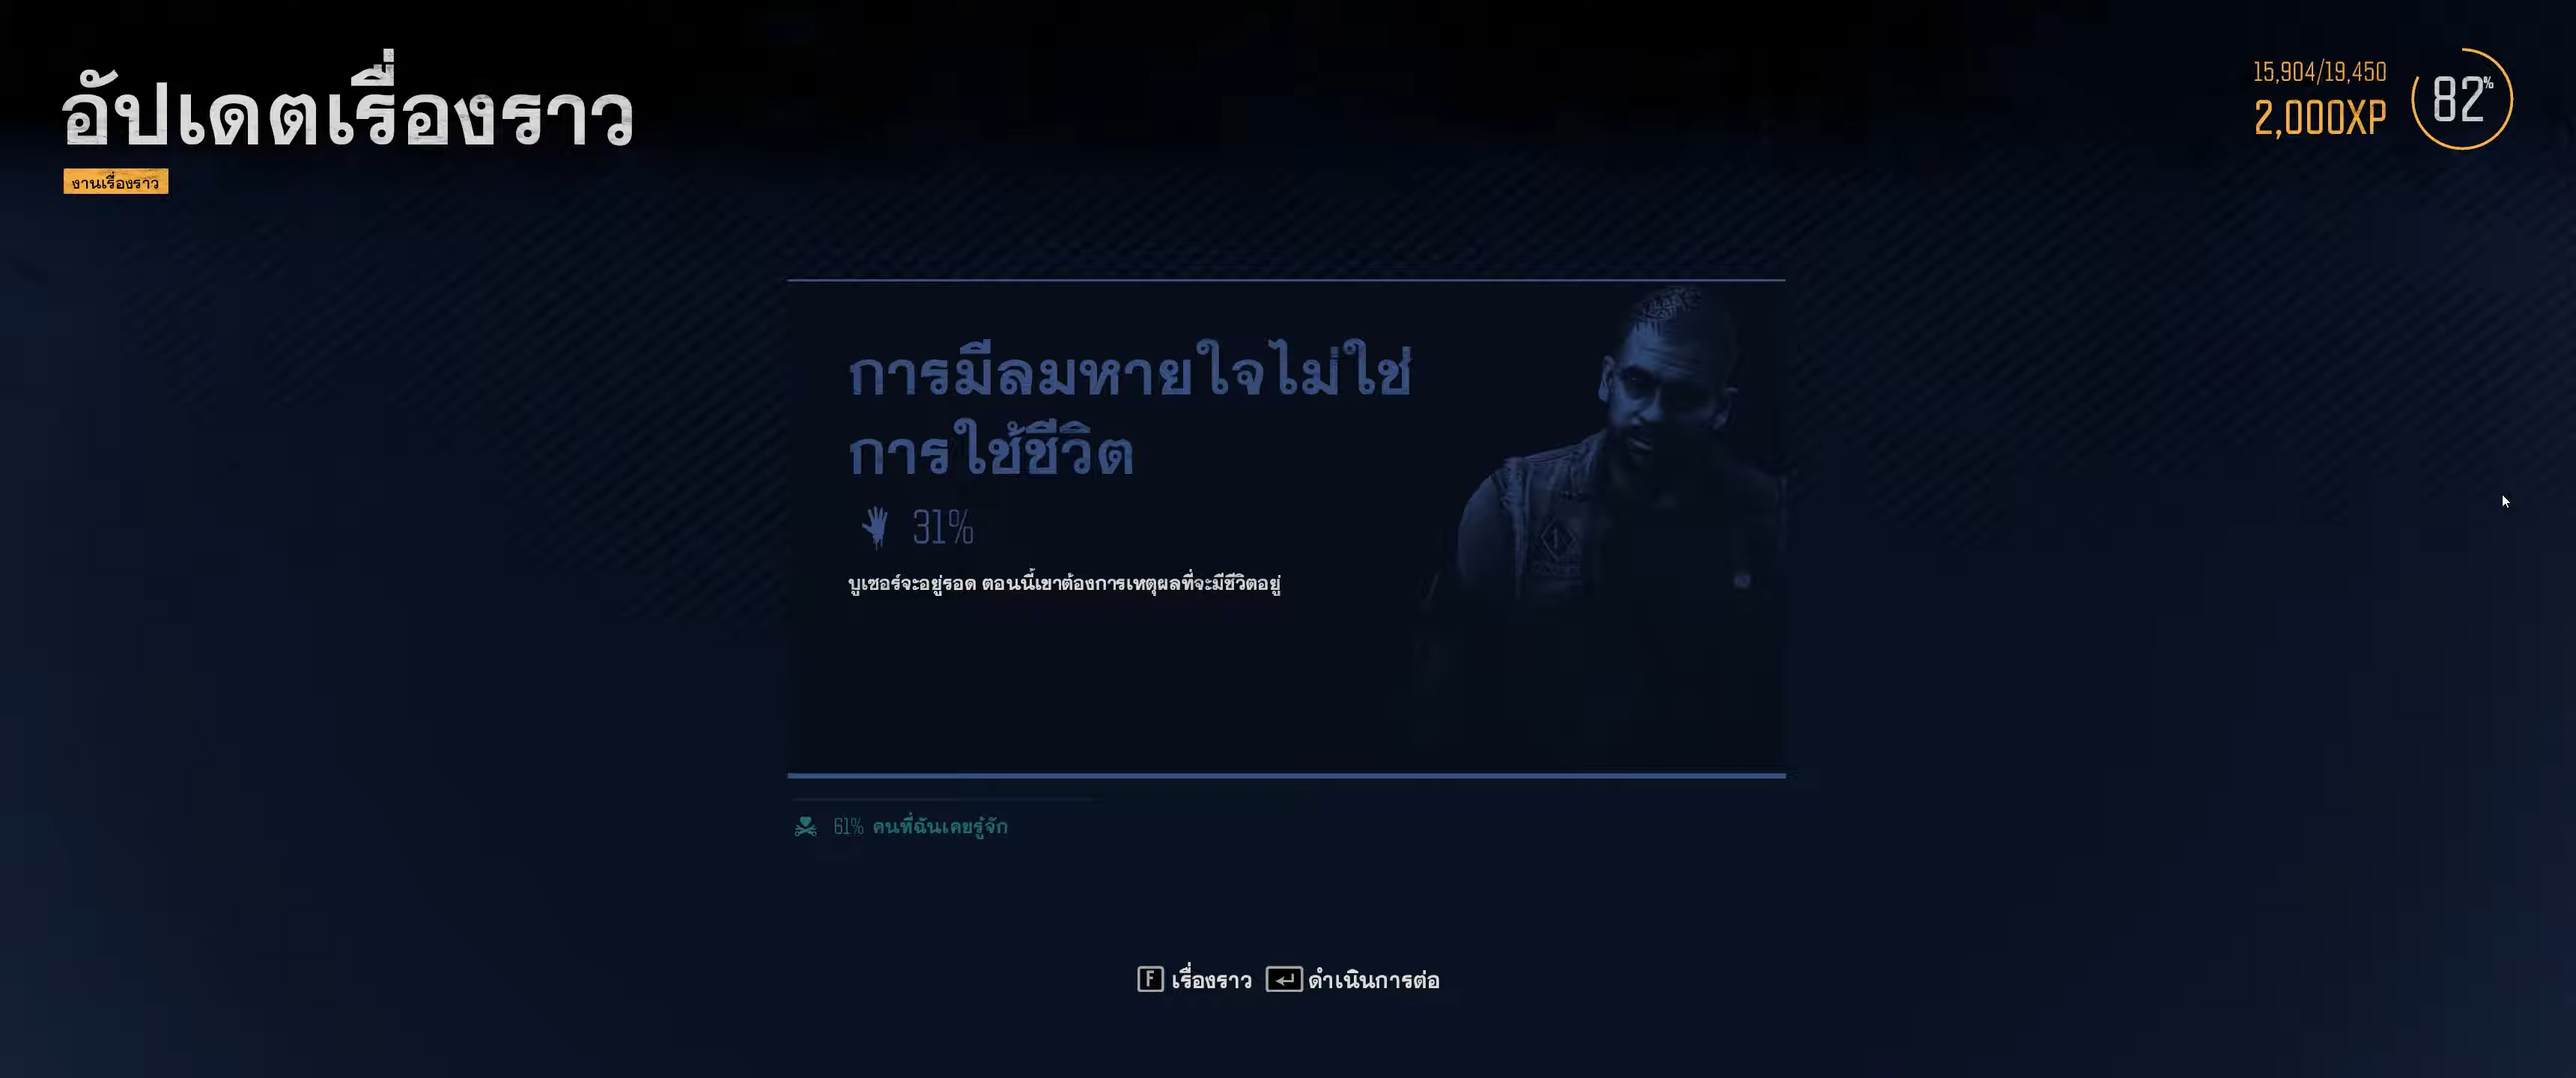 อัปเดตเรื่องราว
งานเรื่องราว
15,904/19,450
2,000XP
82%
การมีลมหายใจไม่ใช่
การใช้ชีวิต
31%
บูเซอร์จะอยู่รอด ตอนนี้เขาต้องการเหตุผลที่จะมีชีวิตอยู่
61% คนที่ฉันเคยรู้จัก
F เรื่องราว ดำเนินการต่อ